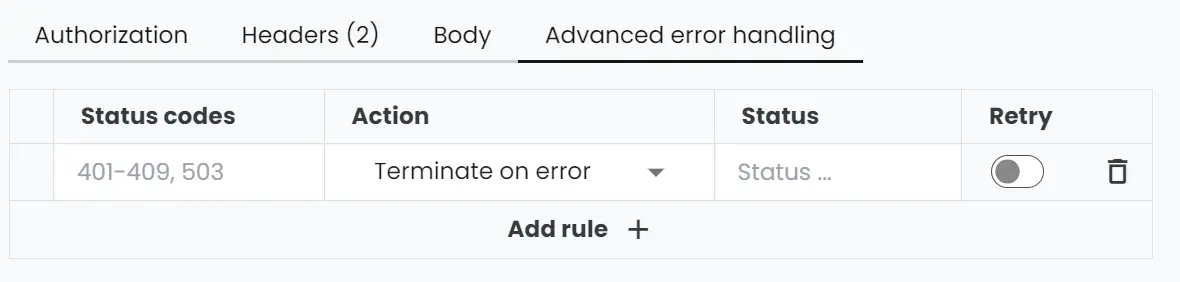 Authorization Headers (2) Body Advanced error handling
Status codes Action Status Retry
401-409, 503 Terminate on error Status ...
Add rule +